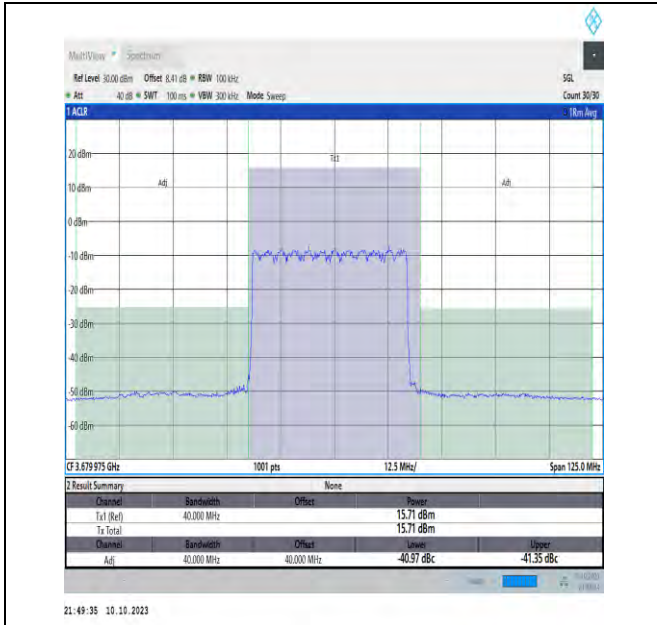 MultiView Spectrum
Ref Level 30.00 dBm Offset 8.41 dB RBW 100 kHz SGL
Att 40 dB SWT 100 ms VBW 300 kHz Mode Sweep Count 30/30
1 ACLR 1Rm Avg
Tx1
20 dBm
Adj Adj
10 dBm
0 dBm
-10 dBm
-20 dBm
-30 dBm
-40 dBm
-50 dBm
-60 dBm
CF 3.679 975 GHz 1001 pts 12.5 MHz/ Span 125.0 MHz
2 Result Summary None
Channel Bandwidth Offset Power
Tx1 (Ref) 40.000 MHz 15.71 dBm
Tx Total 15.71 dBm
Channel Bandwidth Offset Lower Upper
Adj 40.000 MHz 40.000 MHz -40.97 dBc -41.35 dBc
21:49:35 10.10.2023